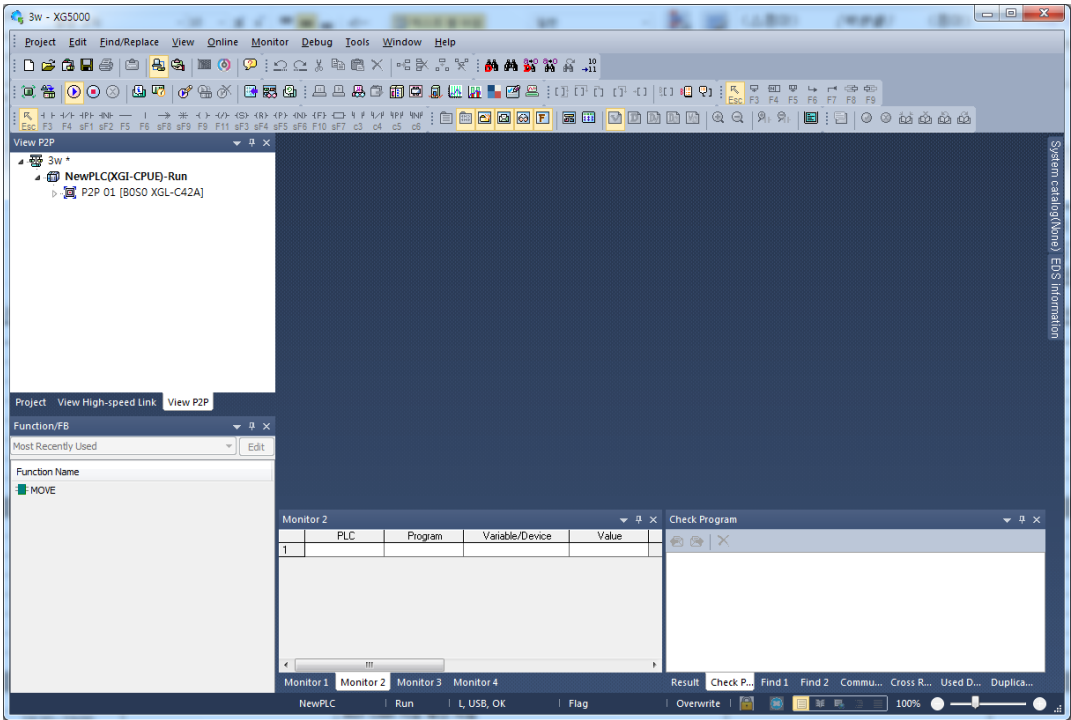 3w - XG5000
Project Edit Find/Replace View Online Monitor Debug Tools Window Help
Esc F3 F4 F5 F6 F7 F8 F9
Esc F3 F4 sF1 sF2 F5 F6 sF8 sF9 F9 F11 sF3 sF4 sF5 sF6 F10 sF7 c3 c4 c5 c6
View P2P
3w *
NewPLC(XGI-CPUE)-Run
P2P 01 [B0S0 XGL-C42A]
System catalog(None)
EDS information
Project View High-speed Link View P2P
Function/FB
Most Recently Used Edit
Function Name
MOVE
Monitor 2
PLC Program Variable/Device Value
1
Check Program
Monitor 1 Monitor 2 Monitor 3 Monitor 4
Result Check P... Find 1 Find 2 Commu... Cross R... Used D... Duplica...
NewPLC Run L, USB, OK Flag Overwrite 100%